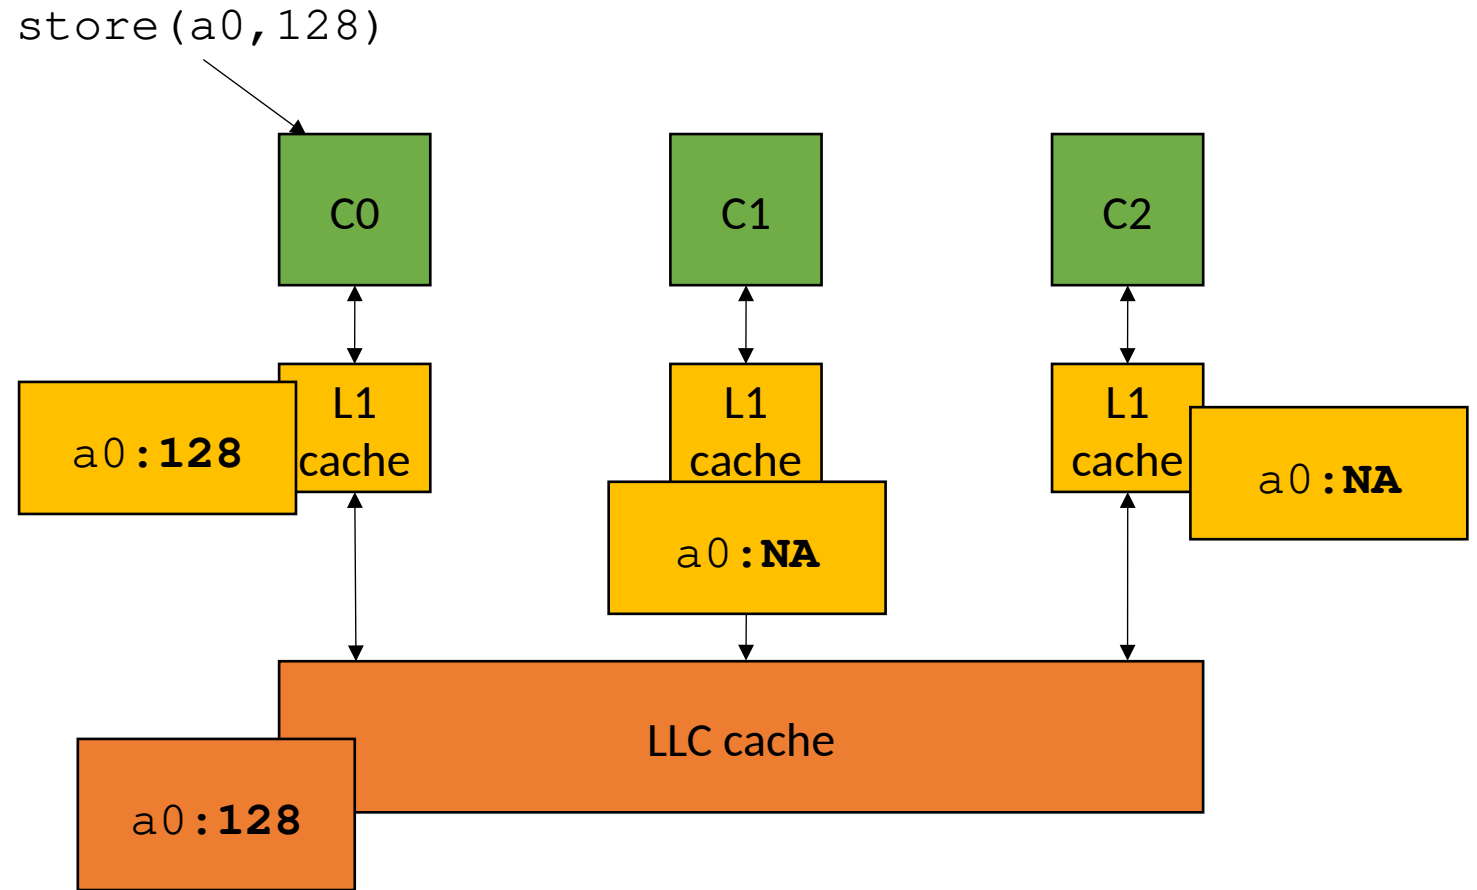 store(a0,128)
C0
C1
C2
L1
cache
L1
cache
L1
cache
a0:128
a0:NA
a0:NA
LLC cache
a0:128